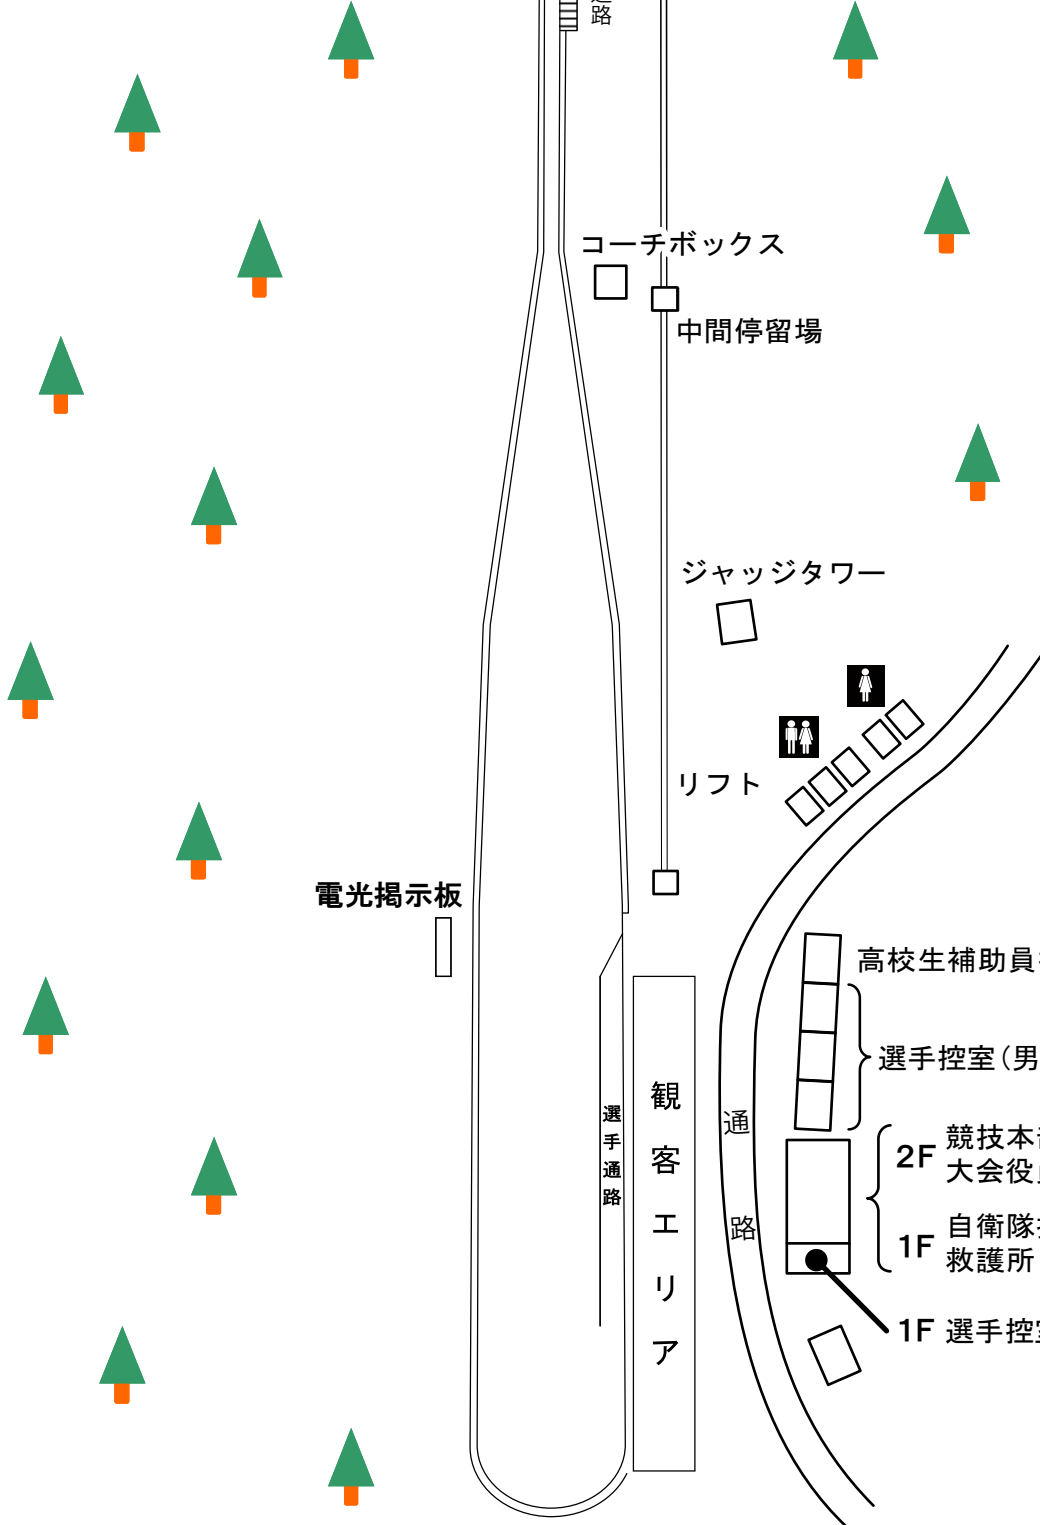 路
コーチボックス
中間停留場
ジャッジタワー
リフト
電光掲示板
高校生補助員
選手控室（男
選手通路
観客エリア
通路
2F 競技本部
大会役
1F 自衛隊
救護所
1F 選手控